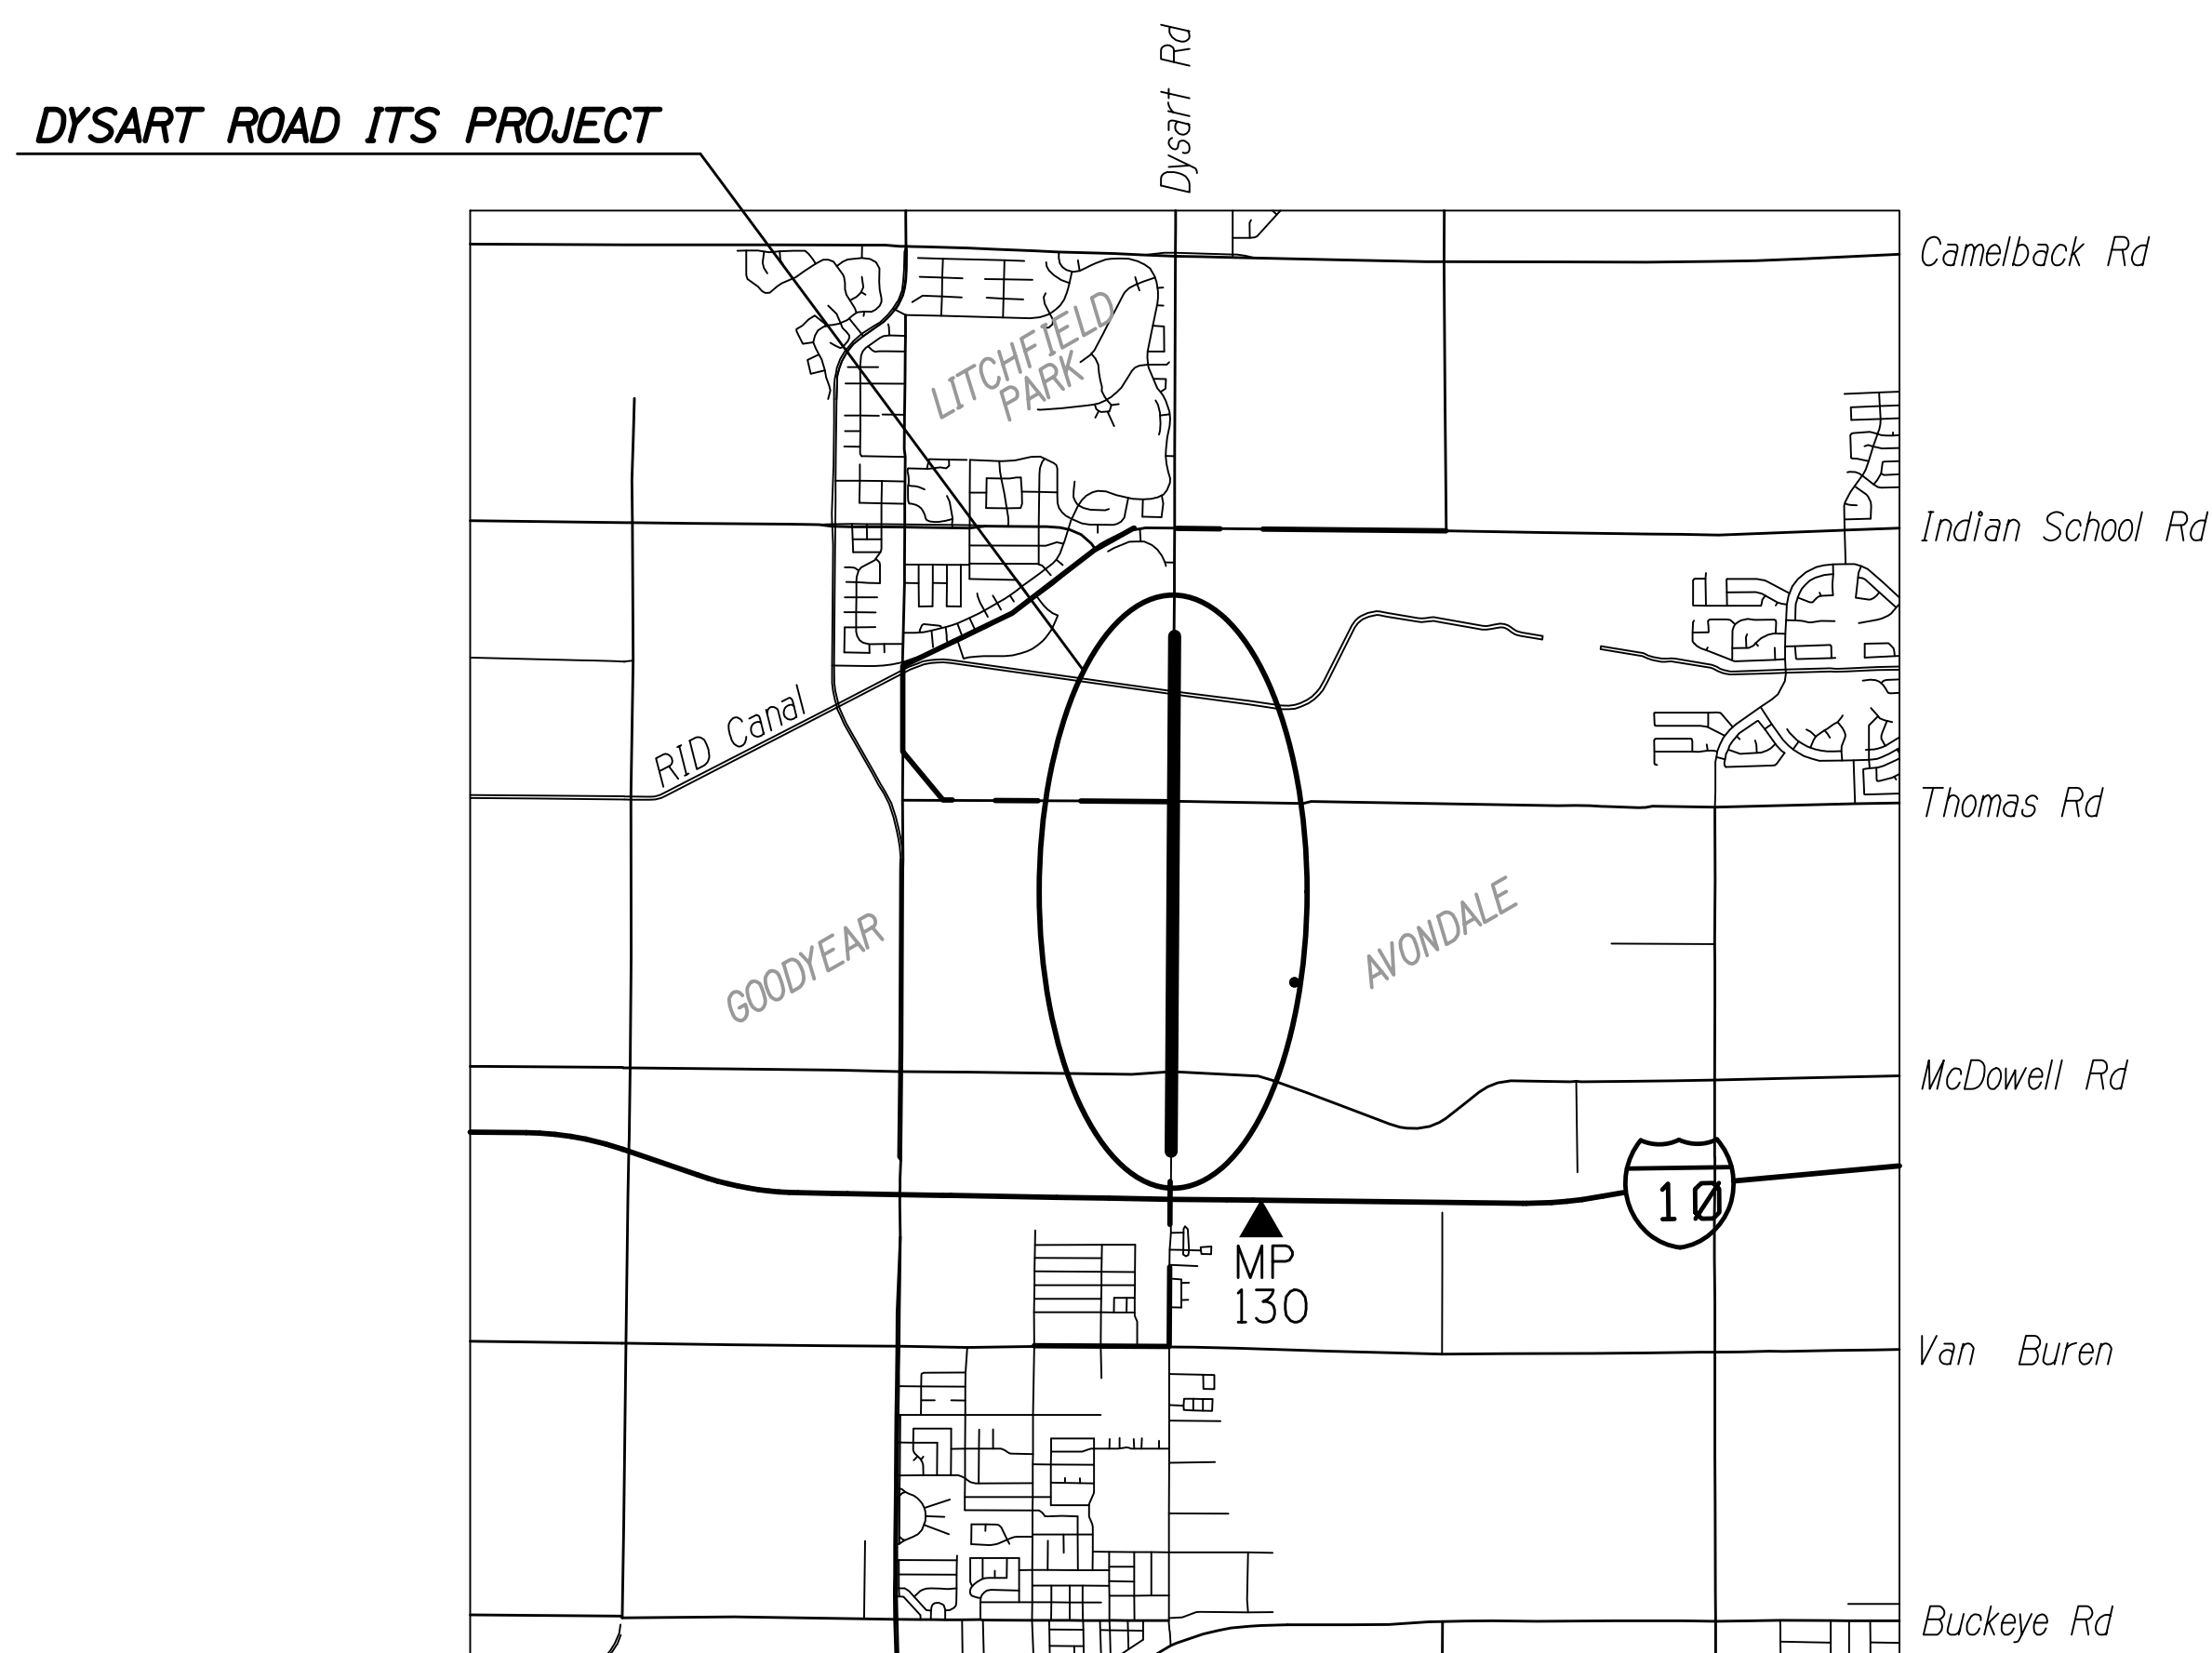 Dysart Rd
DYSART ROAD ITS PROJECT
Camelback Rd
LITCHFIELD
PARK
Indian School Rd
RID Canal
Thomas Rd
GOODYEAR
AVONDALE
McDowell Rd
10
MP
130
Van Buren
Buckeye Rd